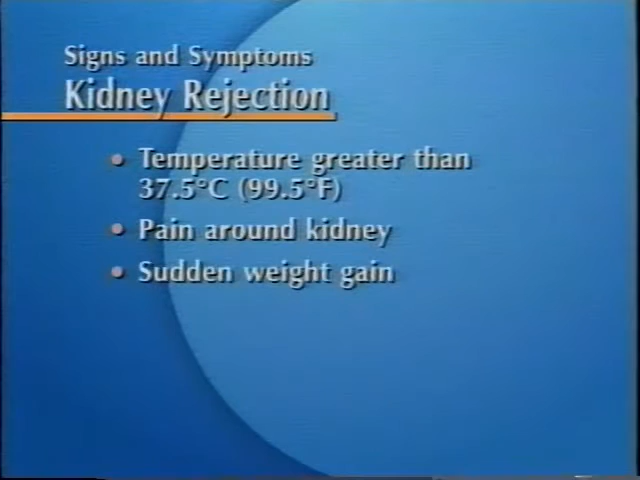 Signs and Symptoms
Kidney Rejection
• Temperature greater than
37.5°C (99.5°F)
• Pain around kidney
• Sudden weight gain